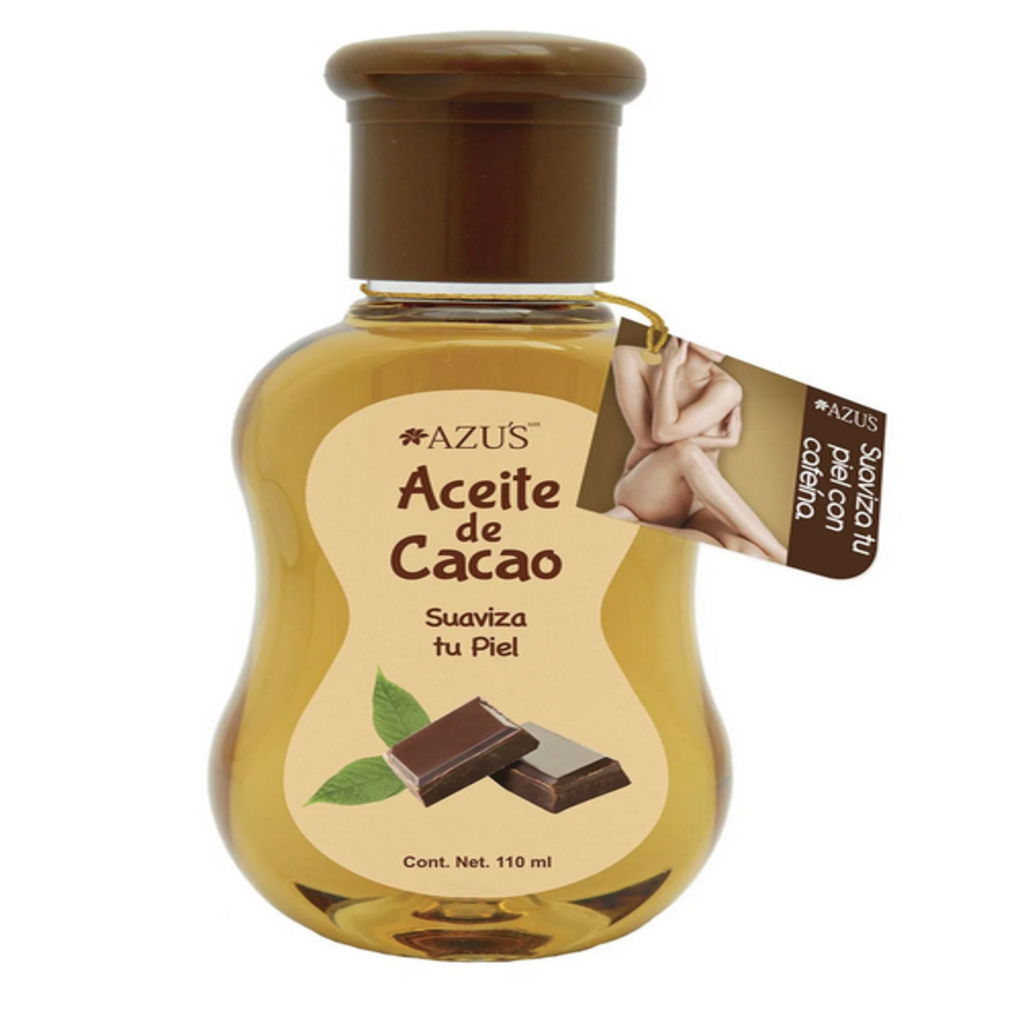 AZU'S
Aceite
de
Cacao
Suaviza
tu Piel
Cont. Net. 110 ml
AZU'S
Suaviza tu
piel con
cafeína.